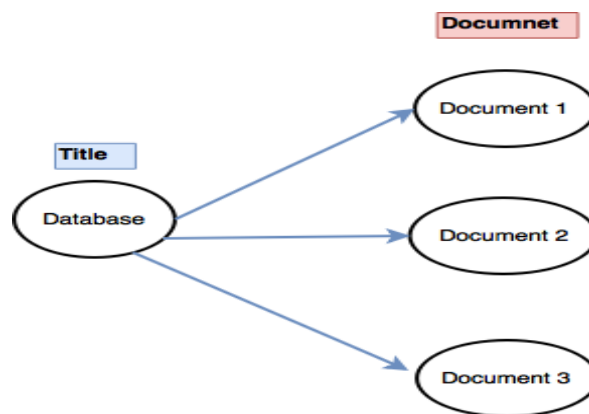 Documnet
Document 1
Title
Database
Document 2
Document 3